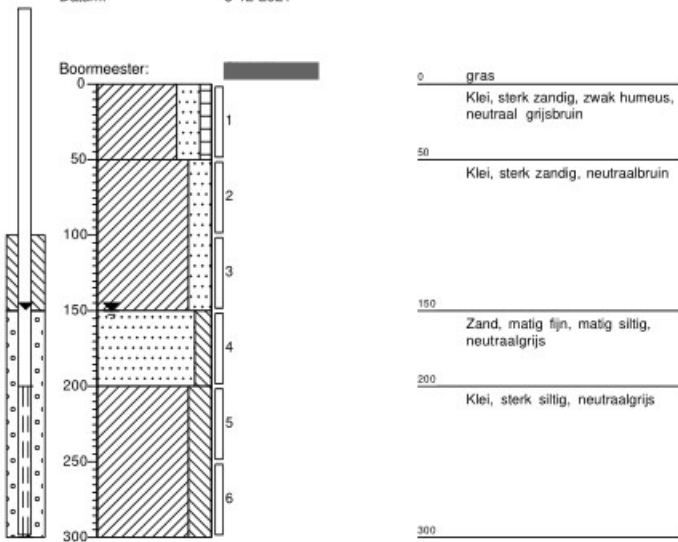 Boormeester:
0
50
100
150
200
250
300
1
2
3
4
5
6
0 gras
Klei, sterk zandig, zwak humeus,
neutraal grijsbruin
50
Klei, sterk zandig, neutraalbruin
150
Zand, matig fijn, matig siltig,
neutraalgrijs
200
Klei, sterk siltig, neutraalgrijs
300